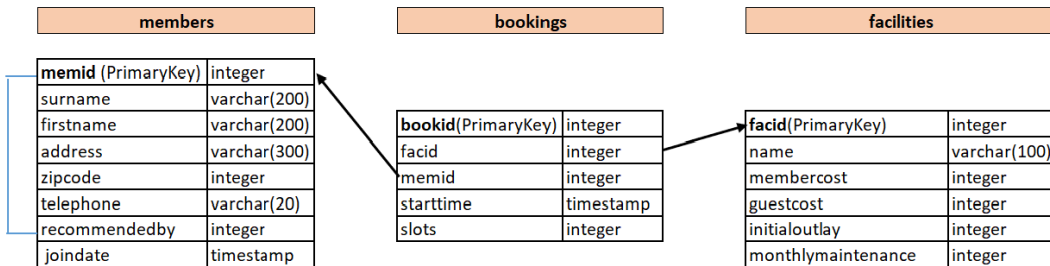 members
bookings
facilities
memid (PrimaryKey) integer
surname varchar(200)
firstname varchar(200)
address varchar(300)
zipcode integer
telephone varchar(20)
recommendedby integer
joindate timestamp
bookid(PrimaryKey) integer
facid integer
memid integer
starttime timestamp
slots integer
facid(PrimaryKey) integer
name varchar(100)
membercost integer
guestcost integer
initialoutlay integer
monthlymaintenance integer